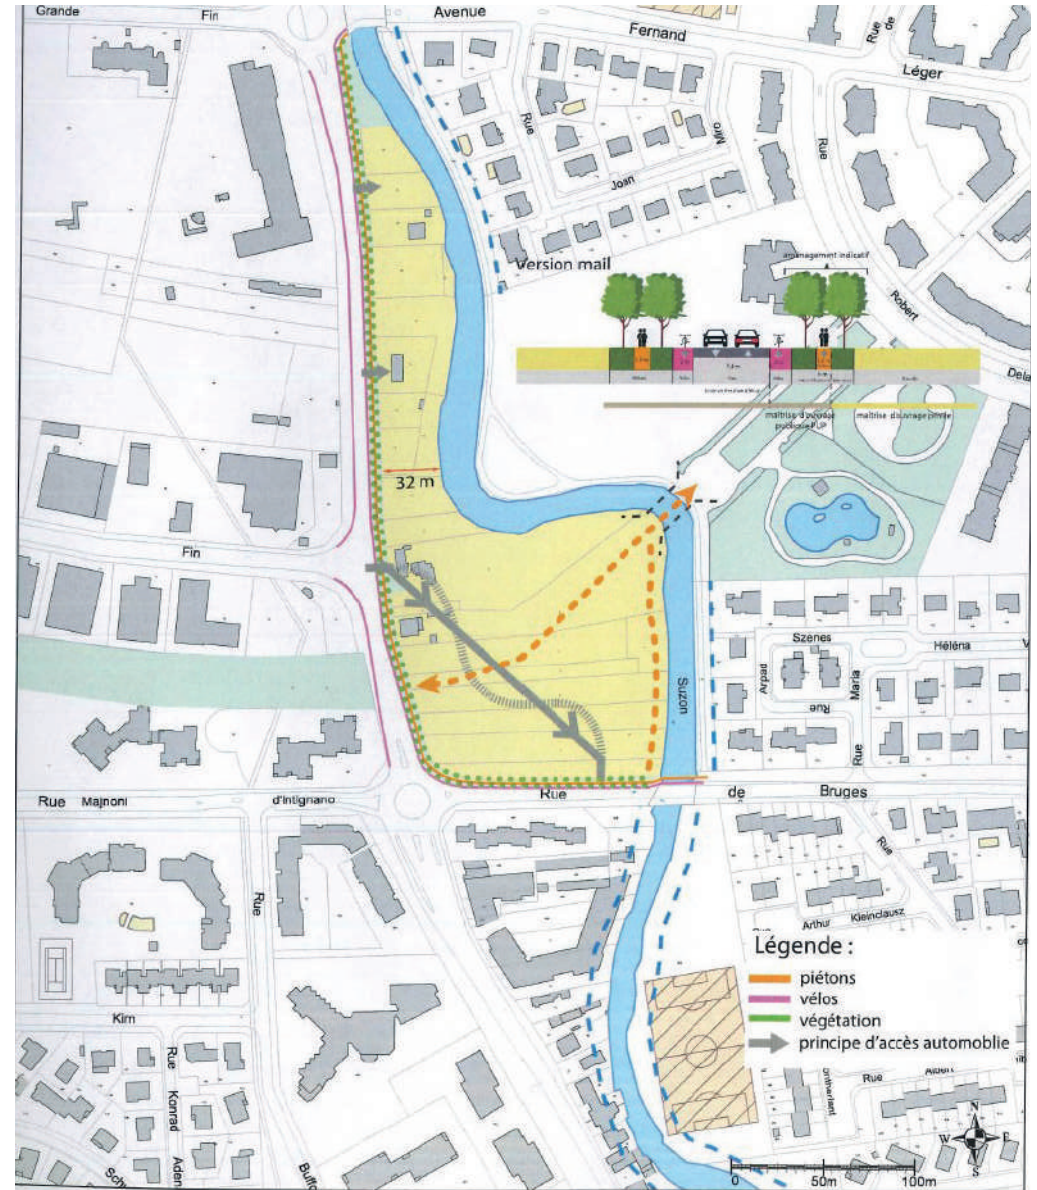 Grande
Fin
Avenue
Fernand
Rue de
Léger
Rue
Miro
Rue
Joan
Version mail
aménagement indicatif
Robert
maîtrise d'ouvrage
publique PUP
maîtrise d'ouvrage privée
32 m
Fin
Suzon
Szenes
Héléna
Arpad
Maria
Rue
Rue
Rue Majnoni d'Intignano
Rue de Bruges
Rue
Rue
Arthur Kleinclausz
Légende :
piétons
vélos
végétation
principe d'accès automoblie
Kim
Rue
Konrad
Aden
Rue
Albert
N
W E
S
0 50m 100m